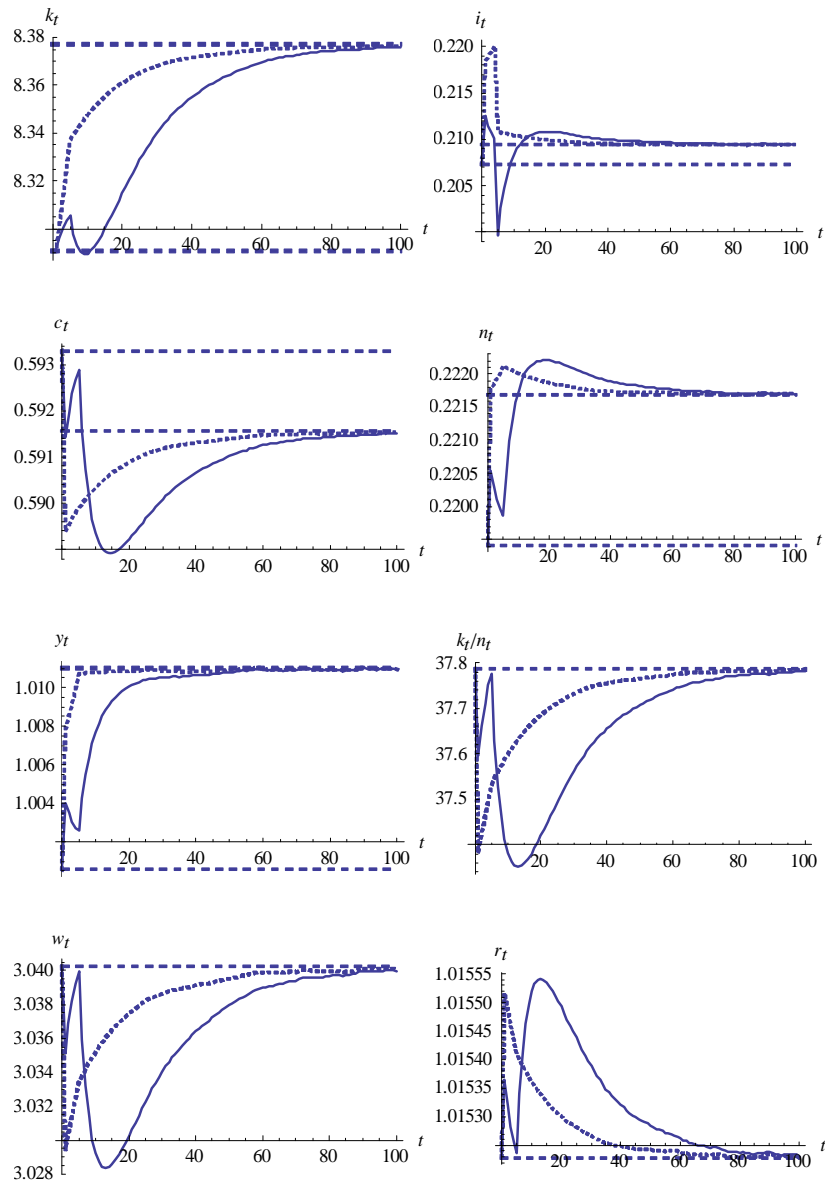 k_t
8.38
8.36
8.34
8.32
20 40 60 80 100 t
i_t
0.220
0.215
0.210
0.205
20 40 60 80 100 t
c_t
0.593
0.592
0.591
0.590
20 40 60 80 100 t
n_t
0.2220
0.2215
0.2210
0.2205
0.2200
20 40 60 80 100 t
y_t
1.010
1.008
1.006
1.004
20 40 60 80 100 t
k_t/n_t
37.8
37.7
37.6
37.5
20 40 60 80 100 t
w_t
3.040
3.038
3.036
3.034
3.032
3.030
3.028
20 40 60 80 100 t
r_t
1.01555
1.01550
1.01545
1.01540
1.01535
1.01530
20 40 60 80 100 t